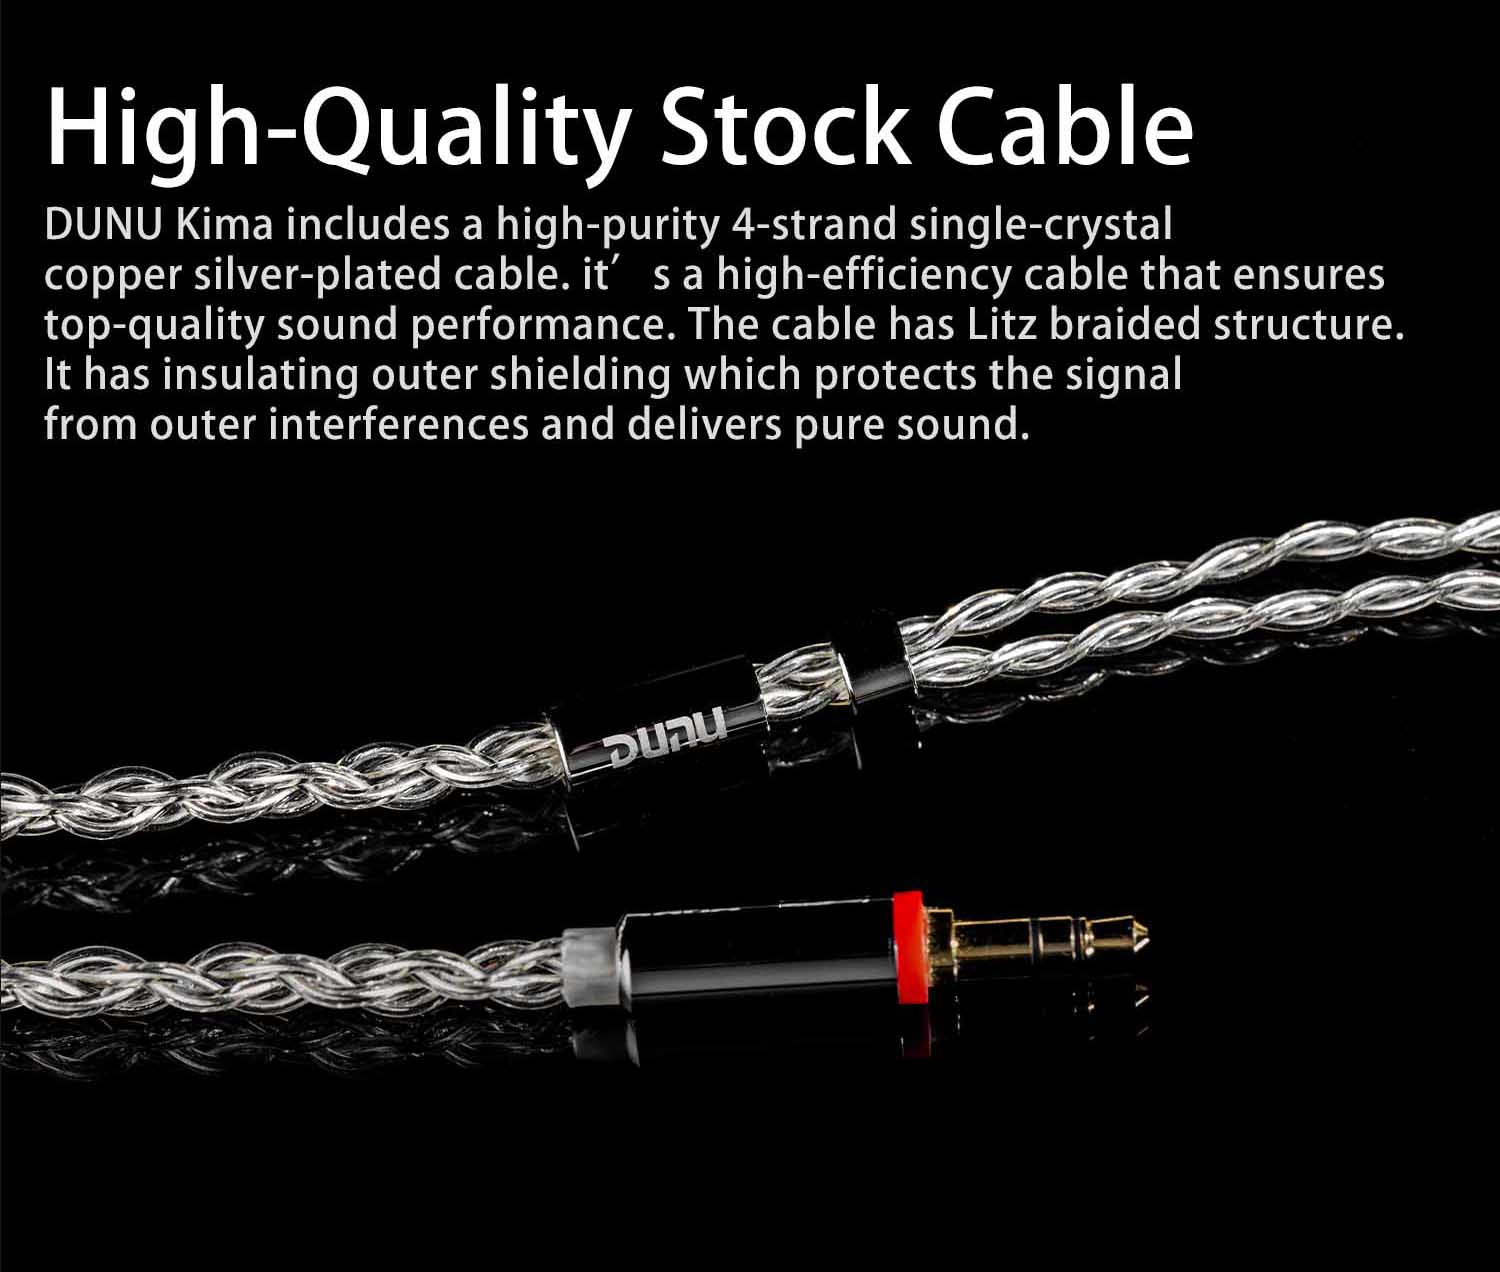 High-Quality Stock Cable
DUNU Kima includes a high-purity 4-strand single-crystal
copper silver-plated cable. it′ s a high-efficiency cable that ensures
top-quality sound performance. The cable has Litz braided structure.
It has insulating outer shielding which protects the signal
from outer interferences and delivers pure sound.
DUNU